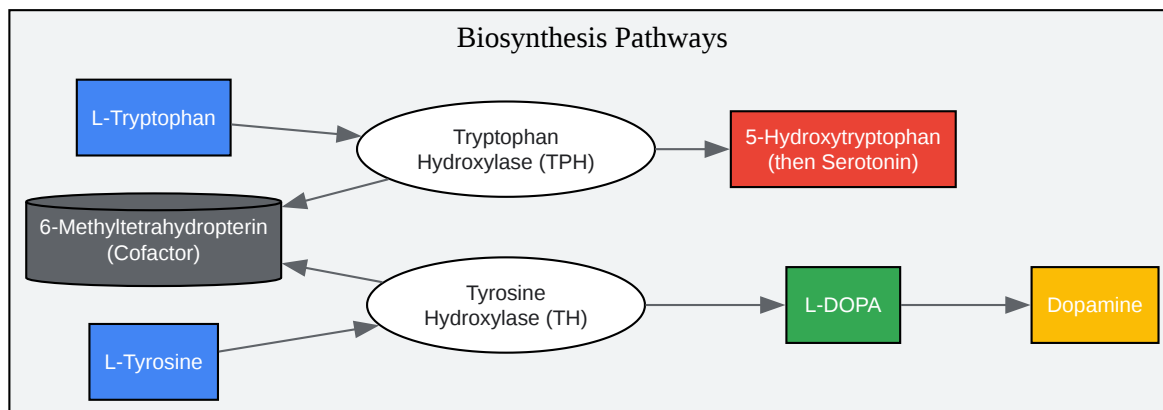 Biosynthesis Pathways
L-Tryptophan
Tryptophan
Hydroxylase (TPH)
5-Hydroxytryptophan
(then Serotonin)
6-Methyltetrahydropterin
(Cofactor)
Tyrosine
Hydroxylase (TH)
L-DOPA
Dopamine
L-Tyrosine